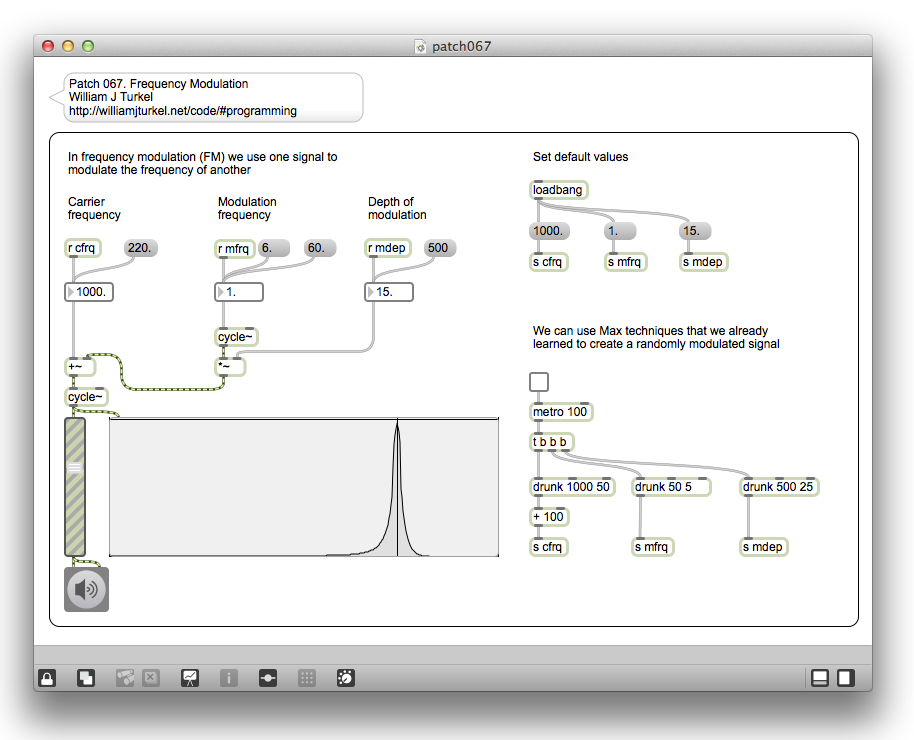 patch067
Patch 067. Frequency Modulation
William J Turkel
http://williamjturkel.net/code/#programming
In frequency modulation (FM) we use one signal to
modulate the frequency of another
Carrier
frequency
Modulation
frequency
Depth of
modulation
r cfrq
220.
r mfrq
6.
60.
r mdep
500
1000.
1.
15.
cycle~
+~
*~
cycle~
Set default values
loadbang
1000.
1.
15.
s cfrq
s mfrq
s mdep
We can use Max techniques that we already
learned to create a randomly modulated signal
metro 100
t b b b
drunk 1000 50
drunk 50 5
drunk 500 25
+ 100
s cfrq
s mfrq
s mdep